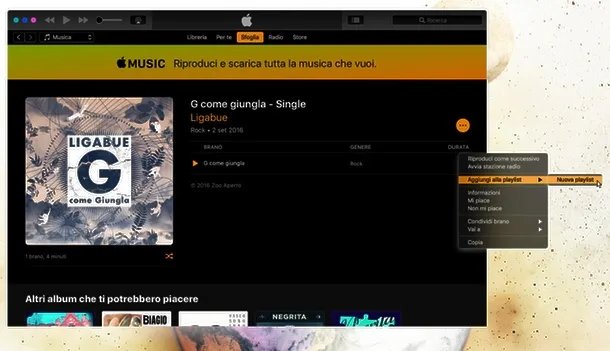 Ricerca
Musica
Libreria Per te Sfoglia Radio Store
MUSIC Riproduci e scarica tutta la musica che vuoi.
G come giungla - Single
Ligabue
Rock • 2 set 2016
BRANO GENERE DURATA
G come giungla Rock
© 2016 Zoo Aperto
LIGABUE
G
come Giungla
1 brano, 4 minuti
Riproduci come successivo
Avvia stazione radio
Aggiungi alla playlist Nuova playlist
Informazioni
Mi piace
Non mi piace
Condividi brano
Vai a
Copia
Altri album che ti potrebbero piacere
BIAGIO
VASCO
NEGRITA